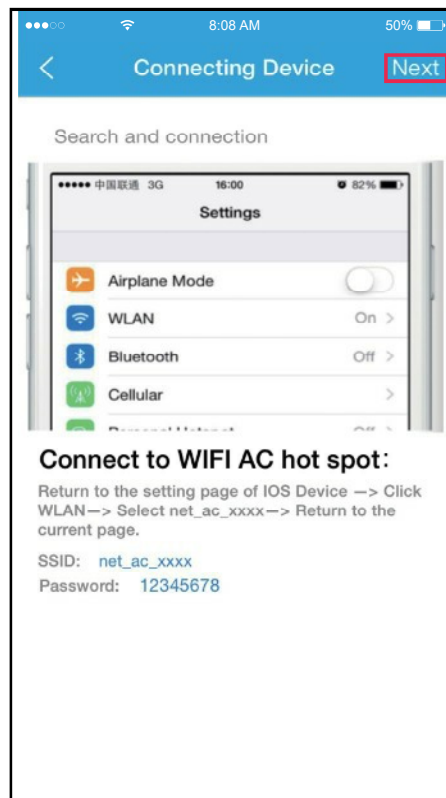 8:08 AM 50%
Connecting Device Next
Search and connection
中国联通 3G 16:00 82%
Settings
Airplane Mode
WLAN On
Bluetooth Off
Cellular
Connect to WIFI AC hot spot:
Return to the setting page of IOS Device —> Click
WLAN—> Select net_ac_xxxx—> Return to the
current page.
SSID: net_ac_xxxx
Password: 12345678